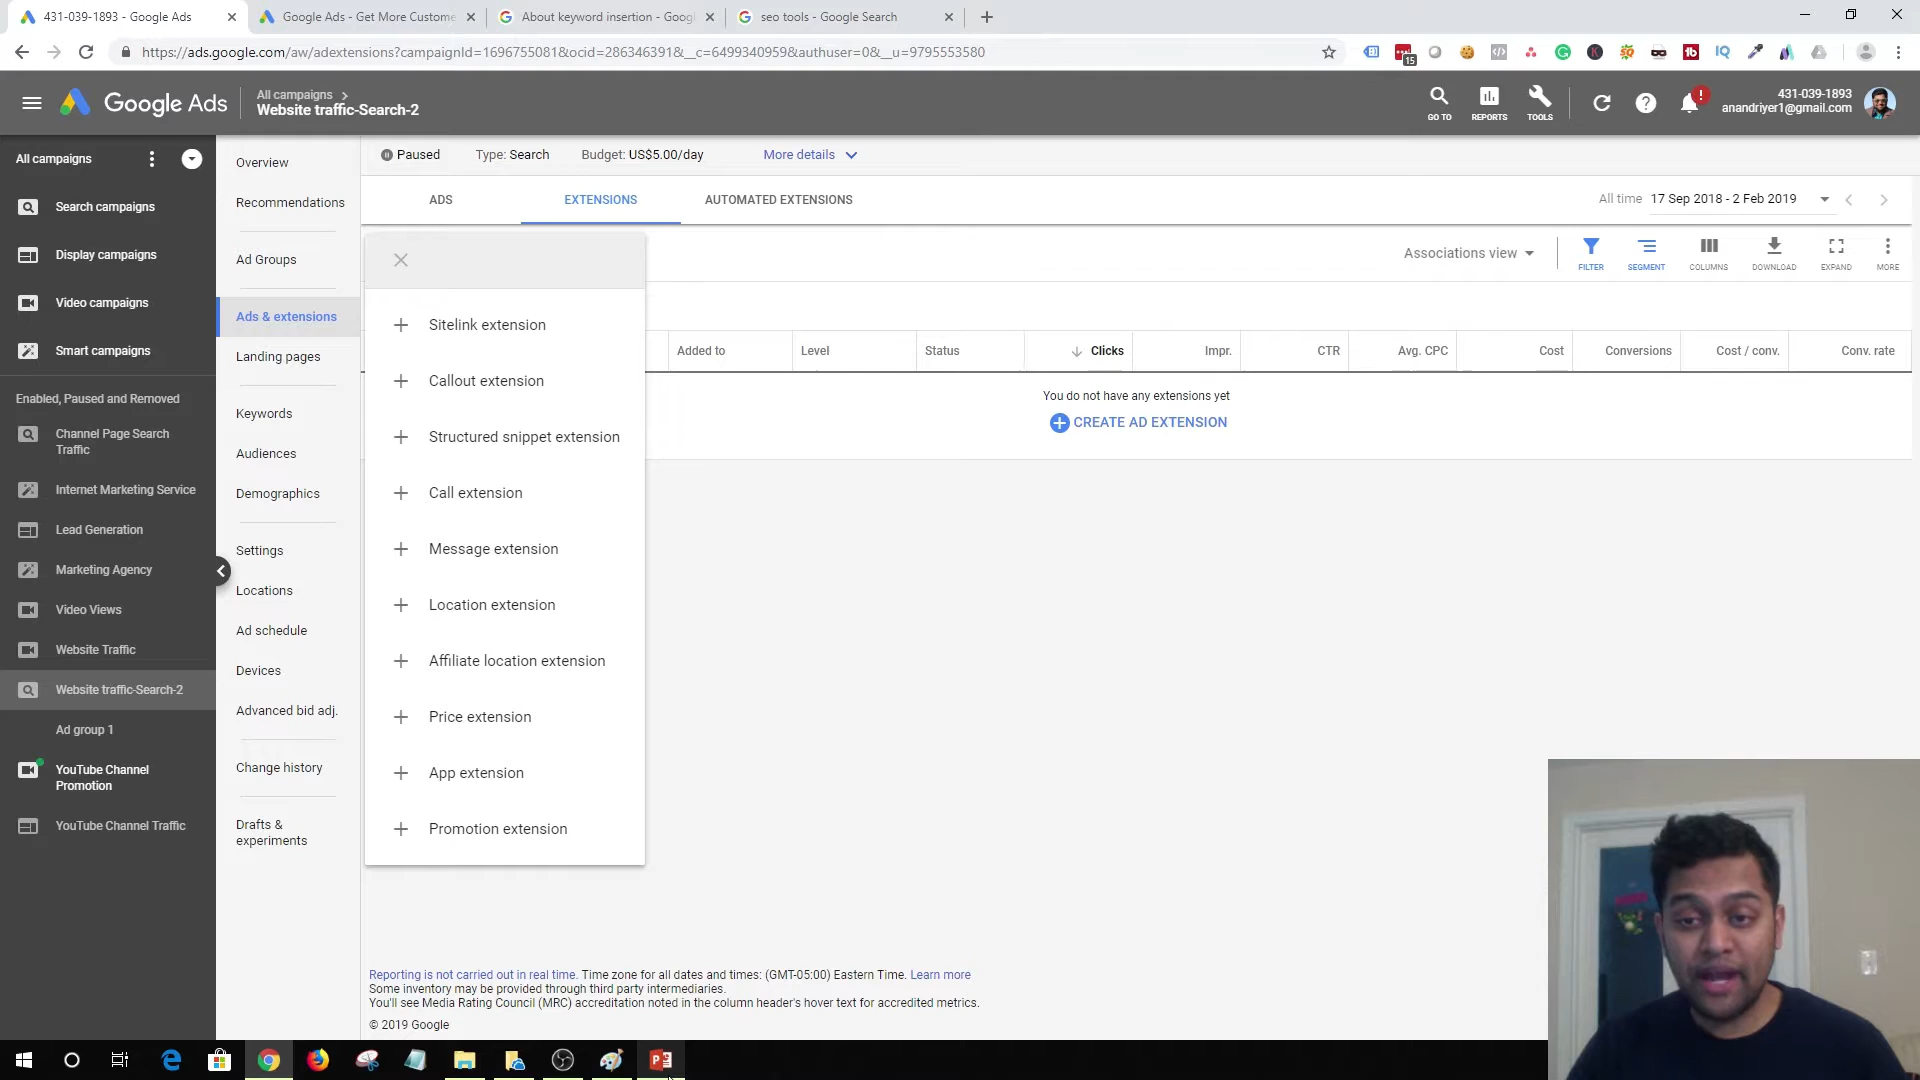 431-039-1893 - Google Ads
Google Ads - Get More Custome
About keyword insertion - Goog
seo tools - Google Search
https://ads.google.com/aw/adextensions?campaignId=1696755081&ocid=286346391&__c=6499340959&authuser=0&__u=9795553580
15
Google Ads
All campaigns
Website traffic-Search-2
GO TO
REPORTS
TOOLS
431-039-1893
anandriyer1@gmail.com
All campaigns
Search campaigns
Display campaigns
Video campaigns
Smart campaigns
Enabled, Paused and Removed
Channel Page Search
Traffic
Internet Marketing Service
Lead Generation
Marketing Agency
Video Views
Website Traffic
Website traffic-Search-2
Ad group 1
YouTube Channel
Promotion
YouTube Channel Traffic
Overview
Recommendations
Ad Groups
Ads & extensions
Landing pages
Keywords
Audiences
Demographics
Settings
Locations
Ad schedule
Devices
Advanced bid adj.
Change history
Drafts &
experiments
Paused
Type: Search
Budget: US$5.00/day
More details
ADS
EXTENSIONS
AUTOMATED EXTENSIONS
All time
17 Sep 2018 - 2 Feb 2019
Associations view
FILTER
SEGMENT
COLUMNS
DOWNLOAD
EXPAND
MORE
Sitelink extension
Callout extension
Structured snippet extension
Call extension
Message extension
Location extension
Affiliate location extension
Price extension
App extension
Promotion extension
Added to
Level
Status
Clicks
Impr.
CTR
Avg. CPC
Cost
Conversions
Cost / conv.
Conv. rate
You do not have any extensions yet
CREATE AD EXTENSION
Reporting is not carried out in real time. Time zone for all dates and times: (GMT-05:00) Eastern Time. Learn more
Some inventory may be provided through third party intermediaries.
You'll see Media Rating Council (MRC) accreditation noted in the column header's hover text for accredited metrics.
© 2019 Google